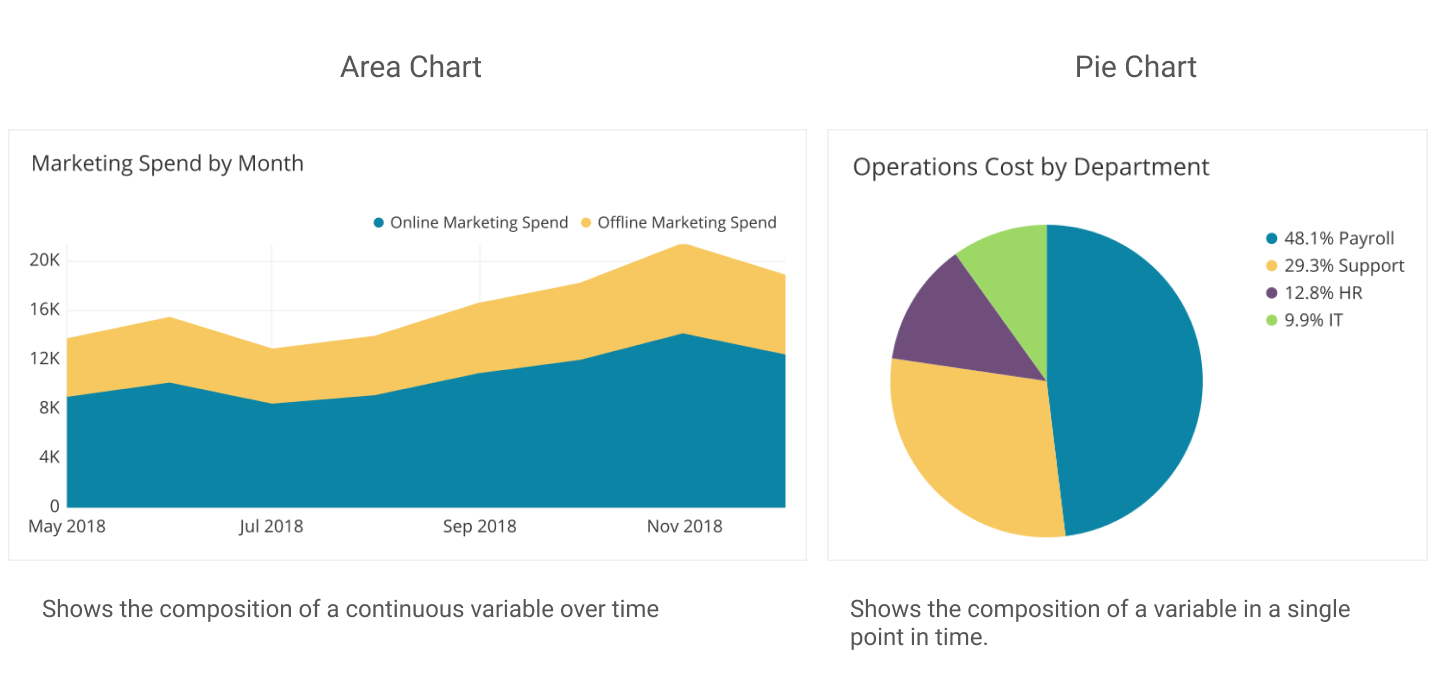 Area Chart
Marketing Spend by Month
Online Marketing Spend Offline Marketing Spend
20K
16K
12K
8K
4K
0
May 2018 Jul 2018 Sep 2018 Nov 2018
Shows the composition of a continuous variable over time
Pie Chart
Operations Cost by Department
48.1% Payroll
29.3% Support
12.8% HR
9.9% IT
Shows the composition of a variable in a single
point in time.